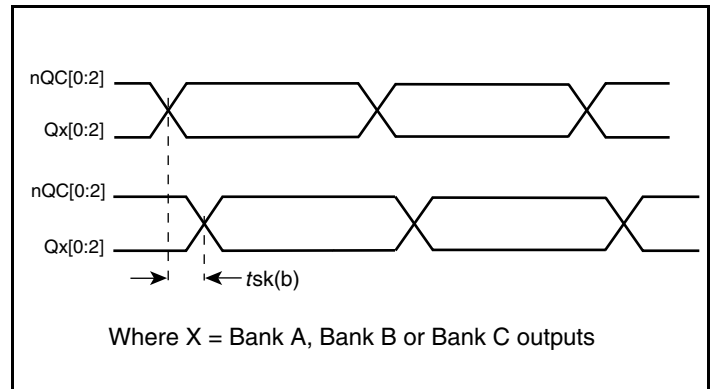 nQC[0:2]
Qx[0:2]
nQC[0:2]
Qx[0:2]
tsk(b)
Where X = Bank A, Bank B or Bank C outputs